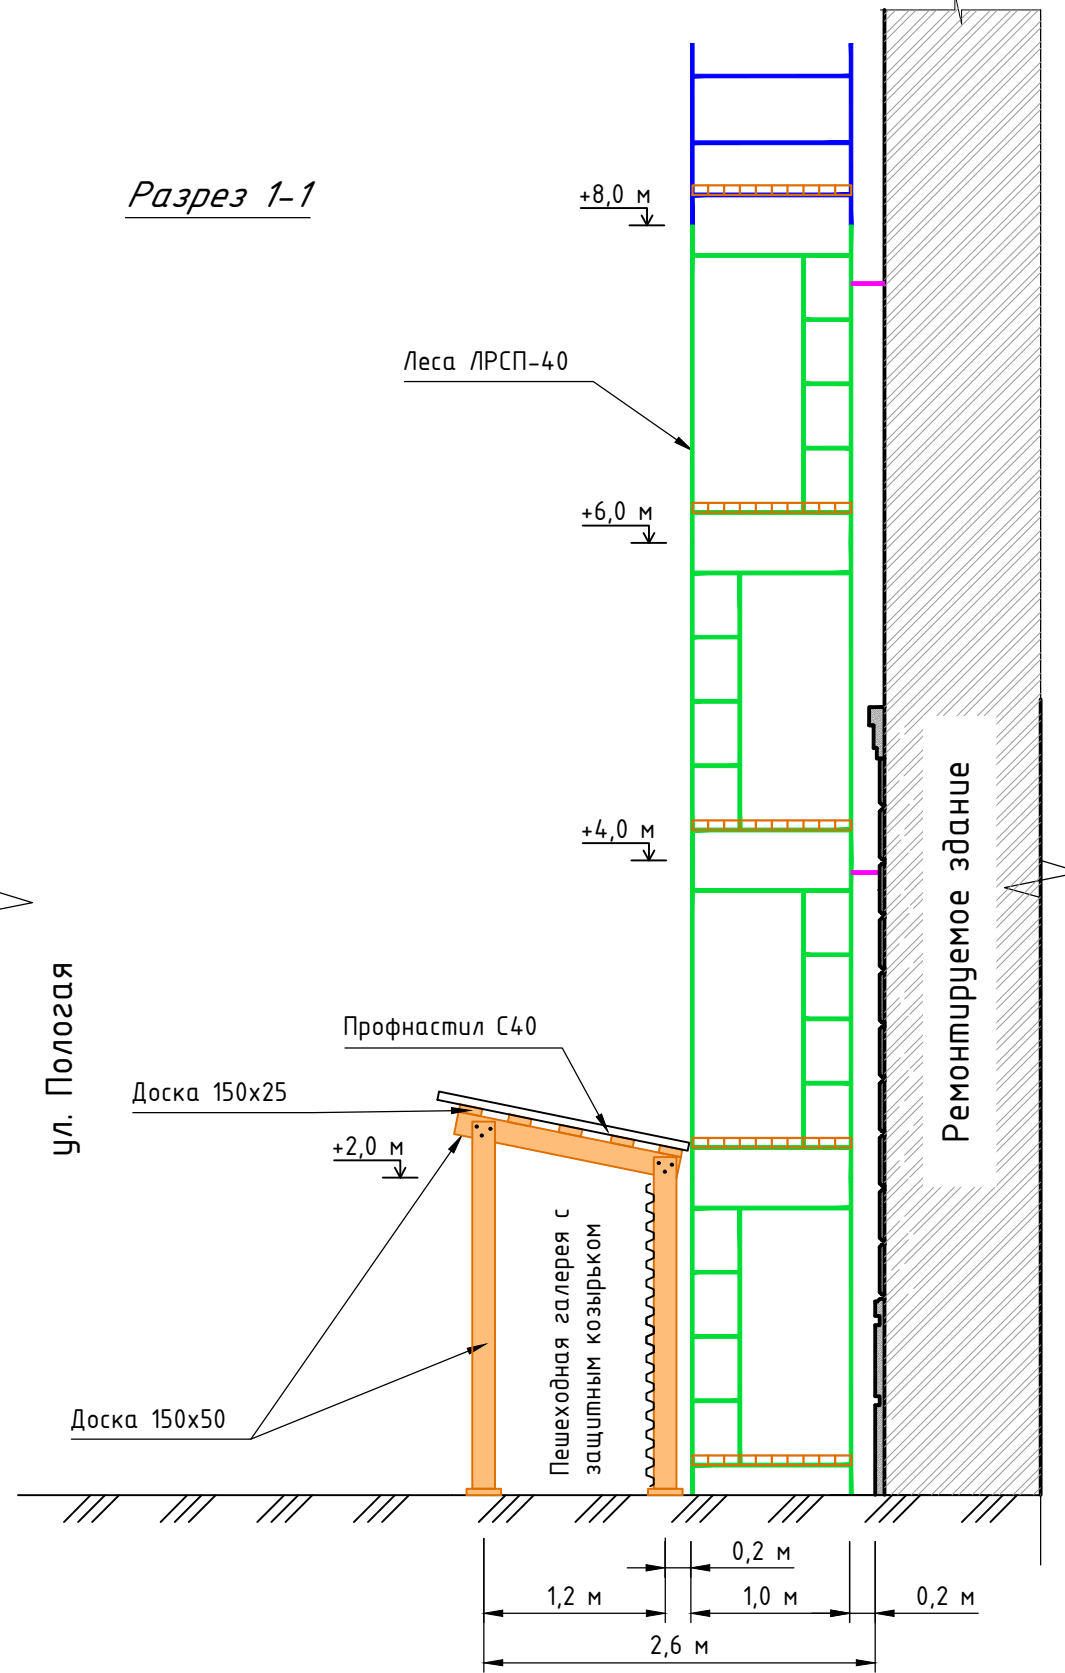 Разрез 1-1
+8,0 м
Леса ЛРСП-40
+6,0 м
+4,0 м
Ремонтируемое здание
ул. Пологая
Профнастил С40
Доска 150х25
+2,0 м
Пешеходная галерея с
защитным козырьком
Доска 150х50
0,2 м
1,2 м
1,0 м
0,2 м
2,6 м